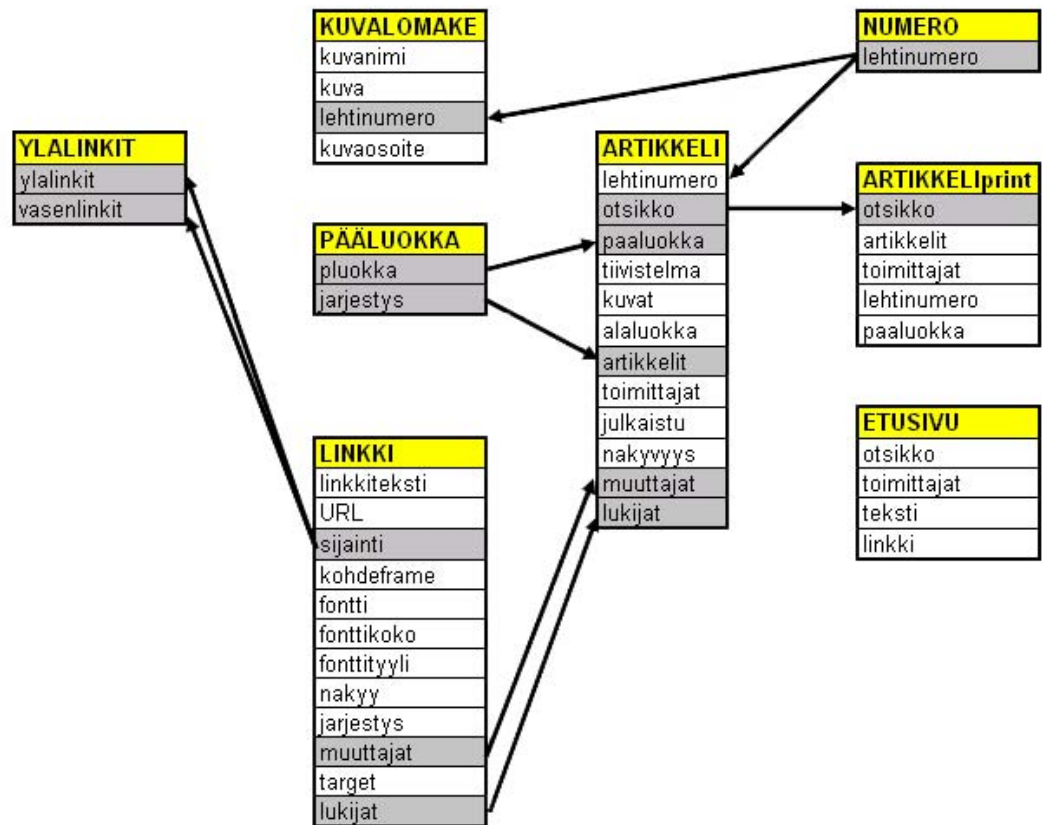 KUVALOMAKE
kuvanimi
kuva
lehtinumero
kuvaosoite
NUMERO
lehtinumero
YLALINKIT
ylalinkit
vasenlinkit
PÄÄLUOKKA
pluokka
jarjestys
ARTIKKELI
lehtinumero
otsikko
paaluokka
tiivistelma
kuvat
alaluokka
artikkelit
toimittajat
julkaistu
nakyvyys
muuttajat
lukijat
ARTIKKELIprint
otsikko
artikkelit
toimittajat
lehtinumero
paaluokka
LINKKI
linkkiteksti
URL
sijainti
kohdeframe
fontti
fonttikoko
fonttityyli
nakyy
jarjestys
muuttajat
target
lukijat
ETUSIVU
otsikko
toimittajat
teksti
linkki